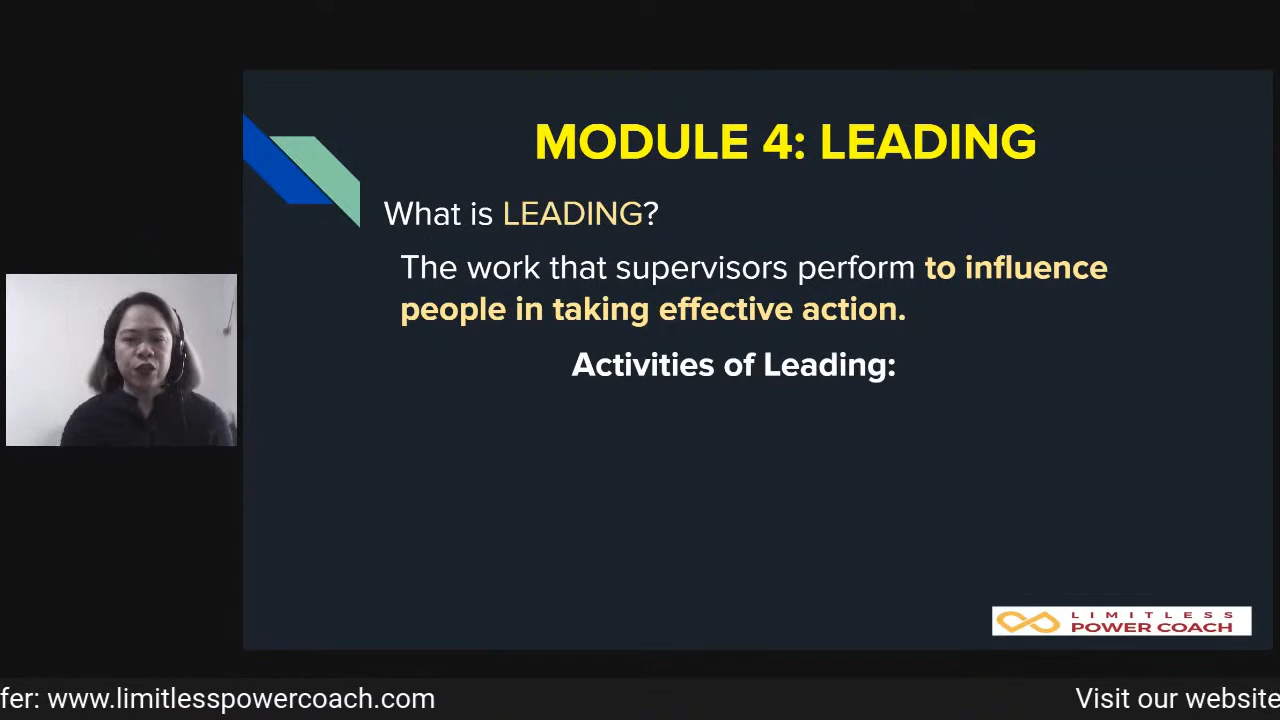 MODULE 4: LEADING
What is LEADING?
The work that supervisors perform to influence
people in taking effective action.
Activities of Leading:
LIMITLESS
POWER COACH
fer: www.limitlesspowercoach.com
Visit our website